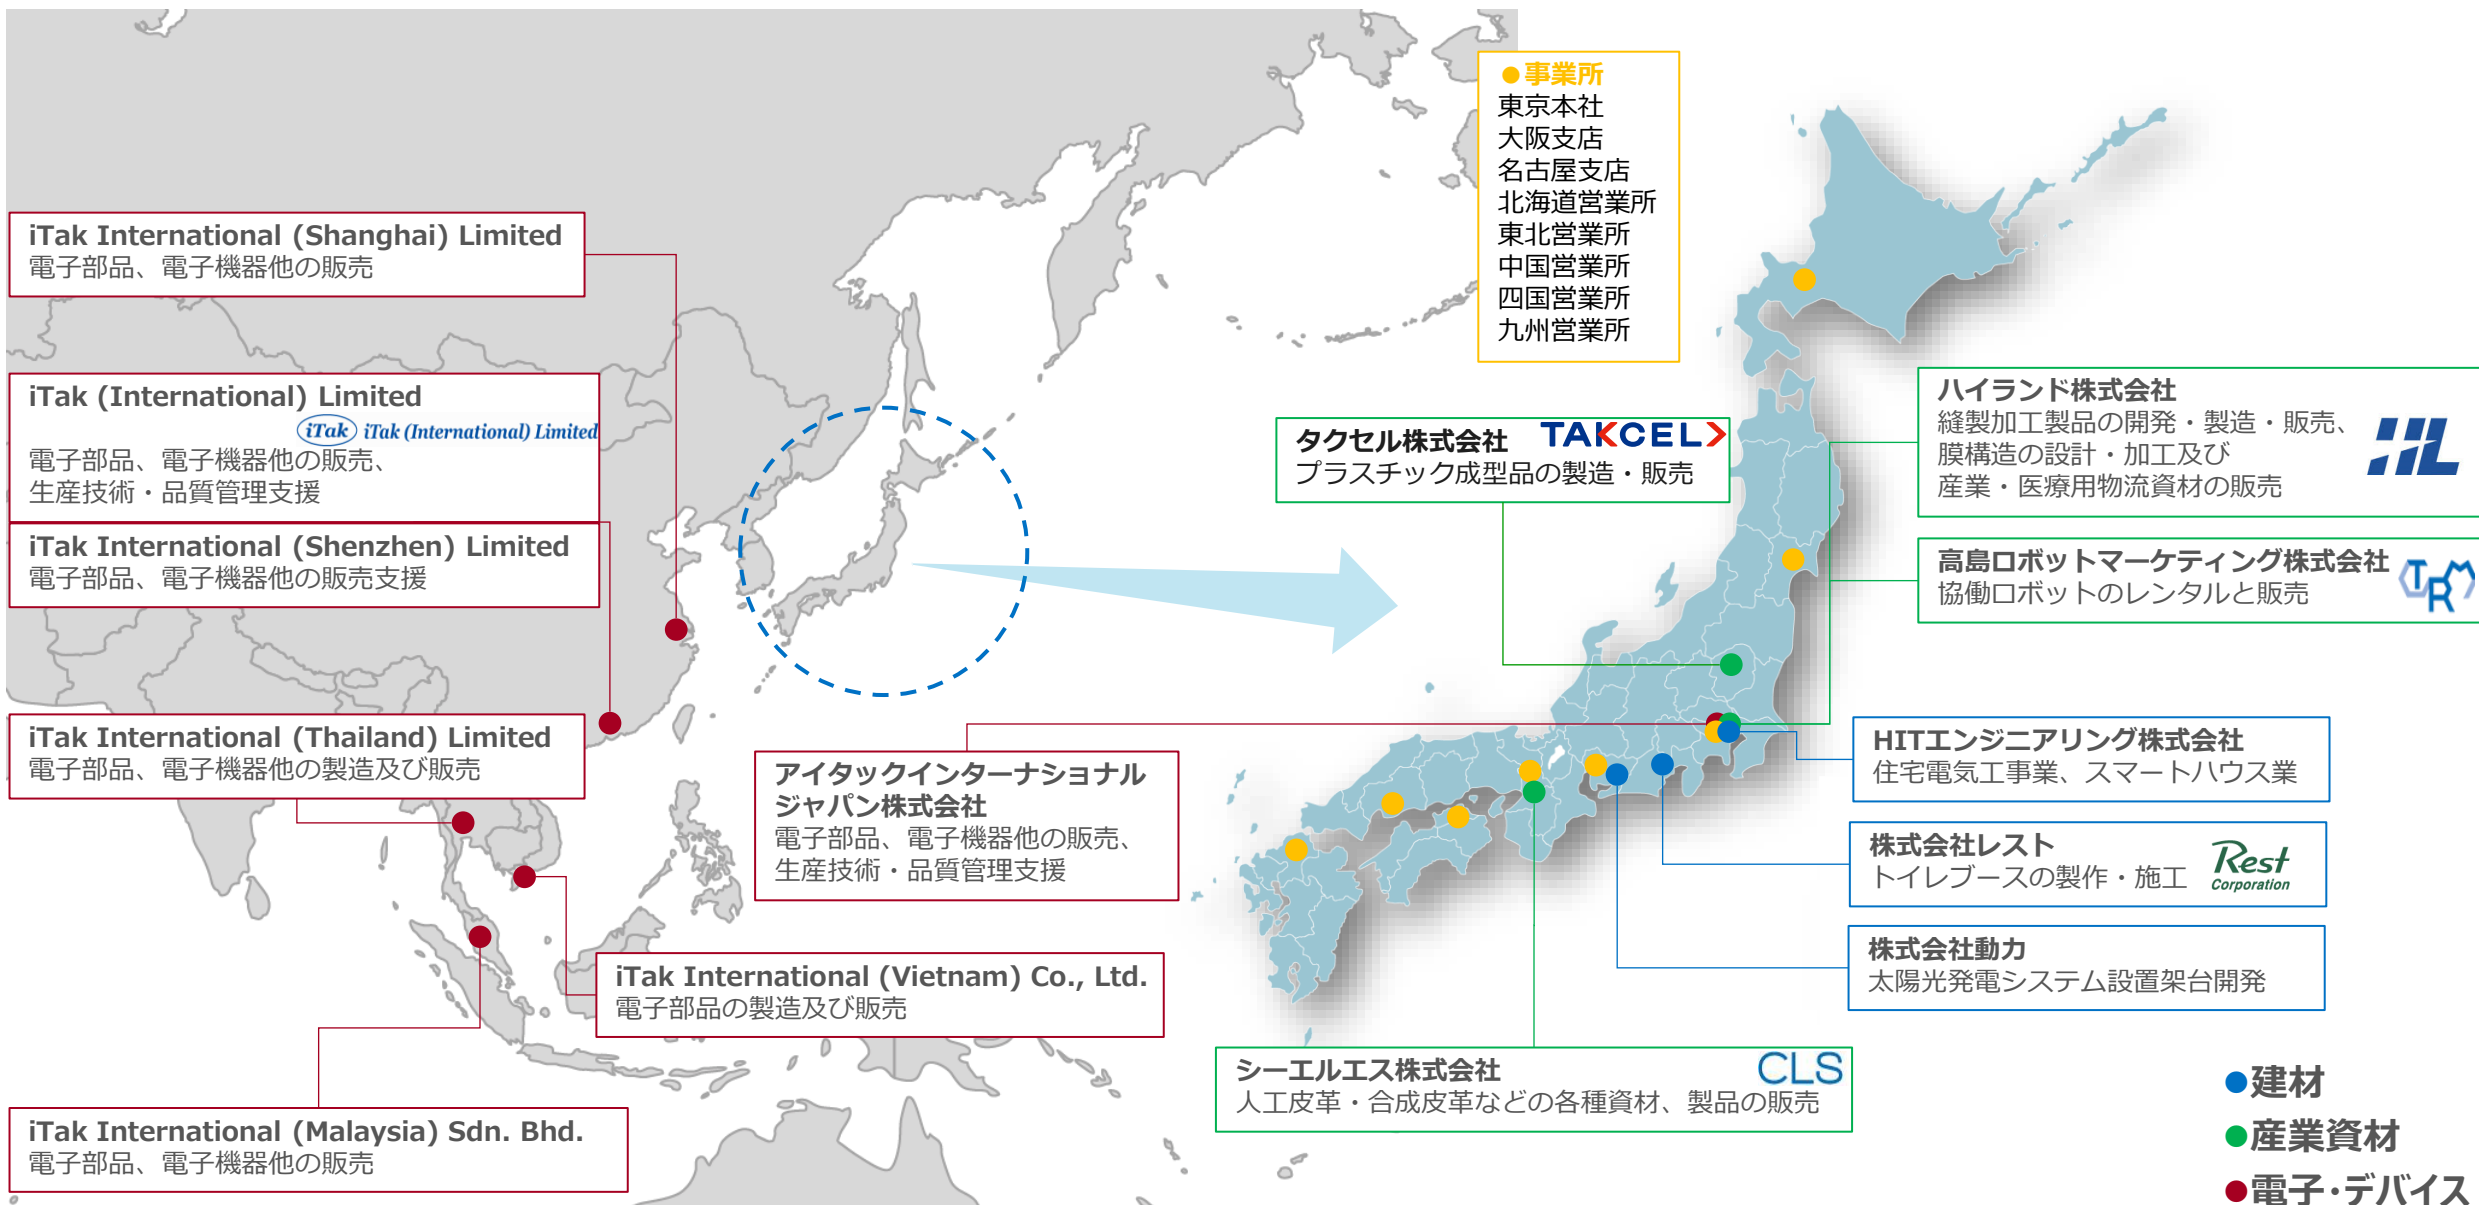 ●事業所
東京本社
大阪支店
名古屋支店
北海道営業所
東北営業所
中国営業所
四国営業所
九州営業所
iTak International (Shanghai) Limited
電子部品、電子機器他の販売
iTak (International) Limited
iTak iTak (International) Limited
電子部品、電子機器他の販売、
生産技術・品質管理支援
iTak International (Shenzhen) Limited
電子部品、電子機器他の販売支援
iTak International (Thailand) Limited
電子部品、電子機器他の製造及び販売
アイタックインターナショナル
ジャパン株式会社
電子部品、電子機器他の販売、
生産技術・品質管理支援
iTak International (Vietnam) Co., Ltd.
電子部品の製造及び販売
iTak International (Malaysia) Sdn. Bhd.
電子部品、電子機器他の販売
タクセル株式会社 TAKCEL
プラスチック成型品の製造・販売
ハイランド株式会社
縫製加工製品の開発・製造・販売、
膜構造の設計・加工及び
産業・医療用物流資材の販売
HL
高島ロボットマーケティング株式会社
協働ロボットのレンタルと販売
TRM
HITエンジニアリング株式会社
住宅電気工事業、スマートハウス業
株式会社レスト
トイレブースの製作・施工
Rest
Corporation
株式会社動力
太陽光発電システム設置架台開発
シーエルエス株式会社 CLS
人工皮革・合成皮革などの各種資材、製品の販売
●建材
●産業資材
●電子・デバイス